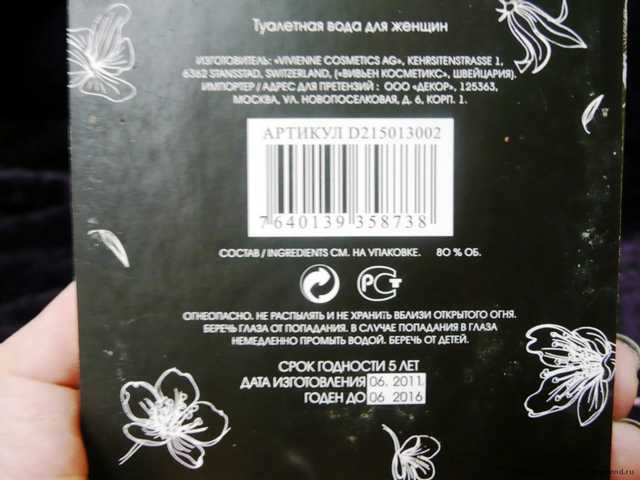 Туалетная вода для женщин
ИЗГОТОВИТЕЛЬ: «VIVIENNE COSMETICS AG», KEHRSITENSTRASSE 1,
6362 STANSSTAD, SWITZERLAND, («ВИВЬЕН КОСМЕТИКС», ШВЕЙЦАРИЯ).
ИМПОРТЕР / АДРЕС ДЛЯ ПРЕТЕНЗИЙ : ООО «ДЕКОР», 125363,
МОСКВА, УЛ. НОВОПОСЕЛКОВАЯ, Д. 6, КОРП. 1.
АРТИКУЛ D215013002
7 640139 358738
СОСТАВ / INGREDIENTS СМ. НА УПАКОВКЕ. 80 % ОБ.
РСТ
ОГНЕОПАСНО. НЕ РАСПЫЛЯТЬ И НЕ ХРАНИТЬ ВБЛИЗИ ОТКРЫТОГО ОГНЯ.
БЕРЕЧЬ ГЛАЗА ОТ ПОПАДАНИЯ. В СЛУЧАЕ ПОПАДАНИЯ В ГЛАЗА
НЕМЕДЛЕННО ПРОМЫТЬ ВОДОЙ. БЕРЕЧЬ ОТ ДЕТЕЙ.
СРОК ГОДНОСТИ 5 ЛЕТ
ДАТА ИЗГОТОВЛЕНИЯ 06. 2011
ГОДЕН ДО 06 2016